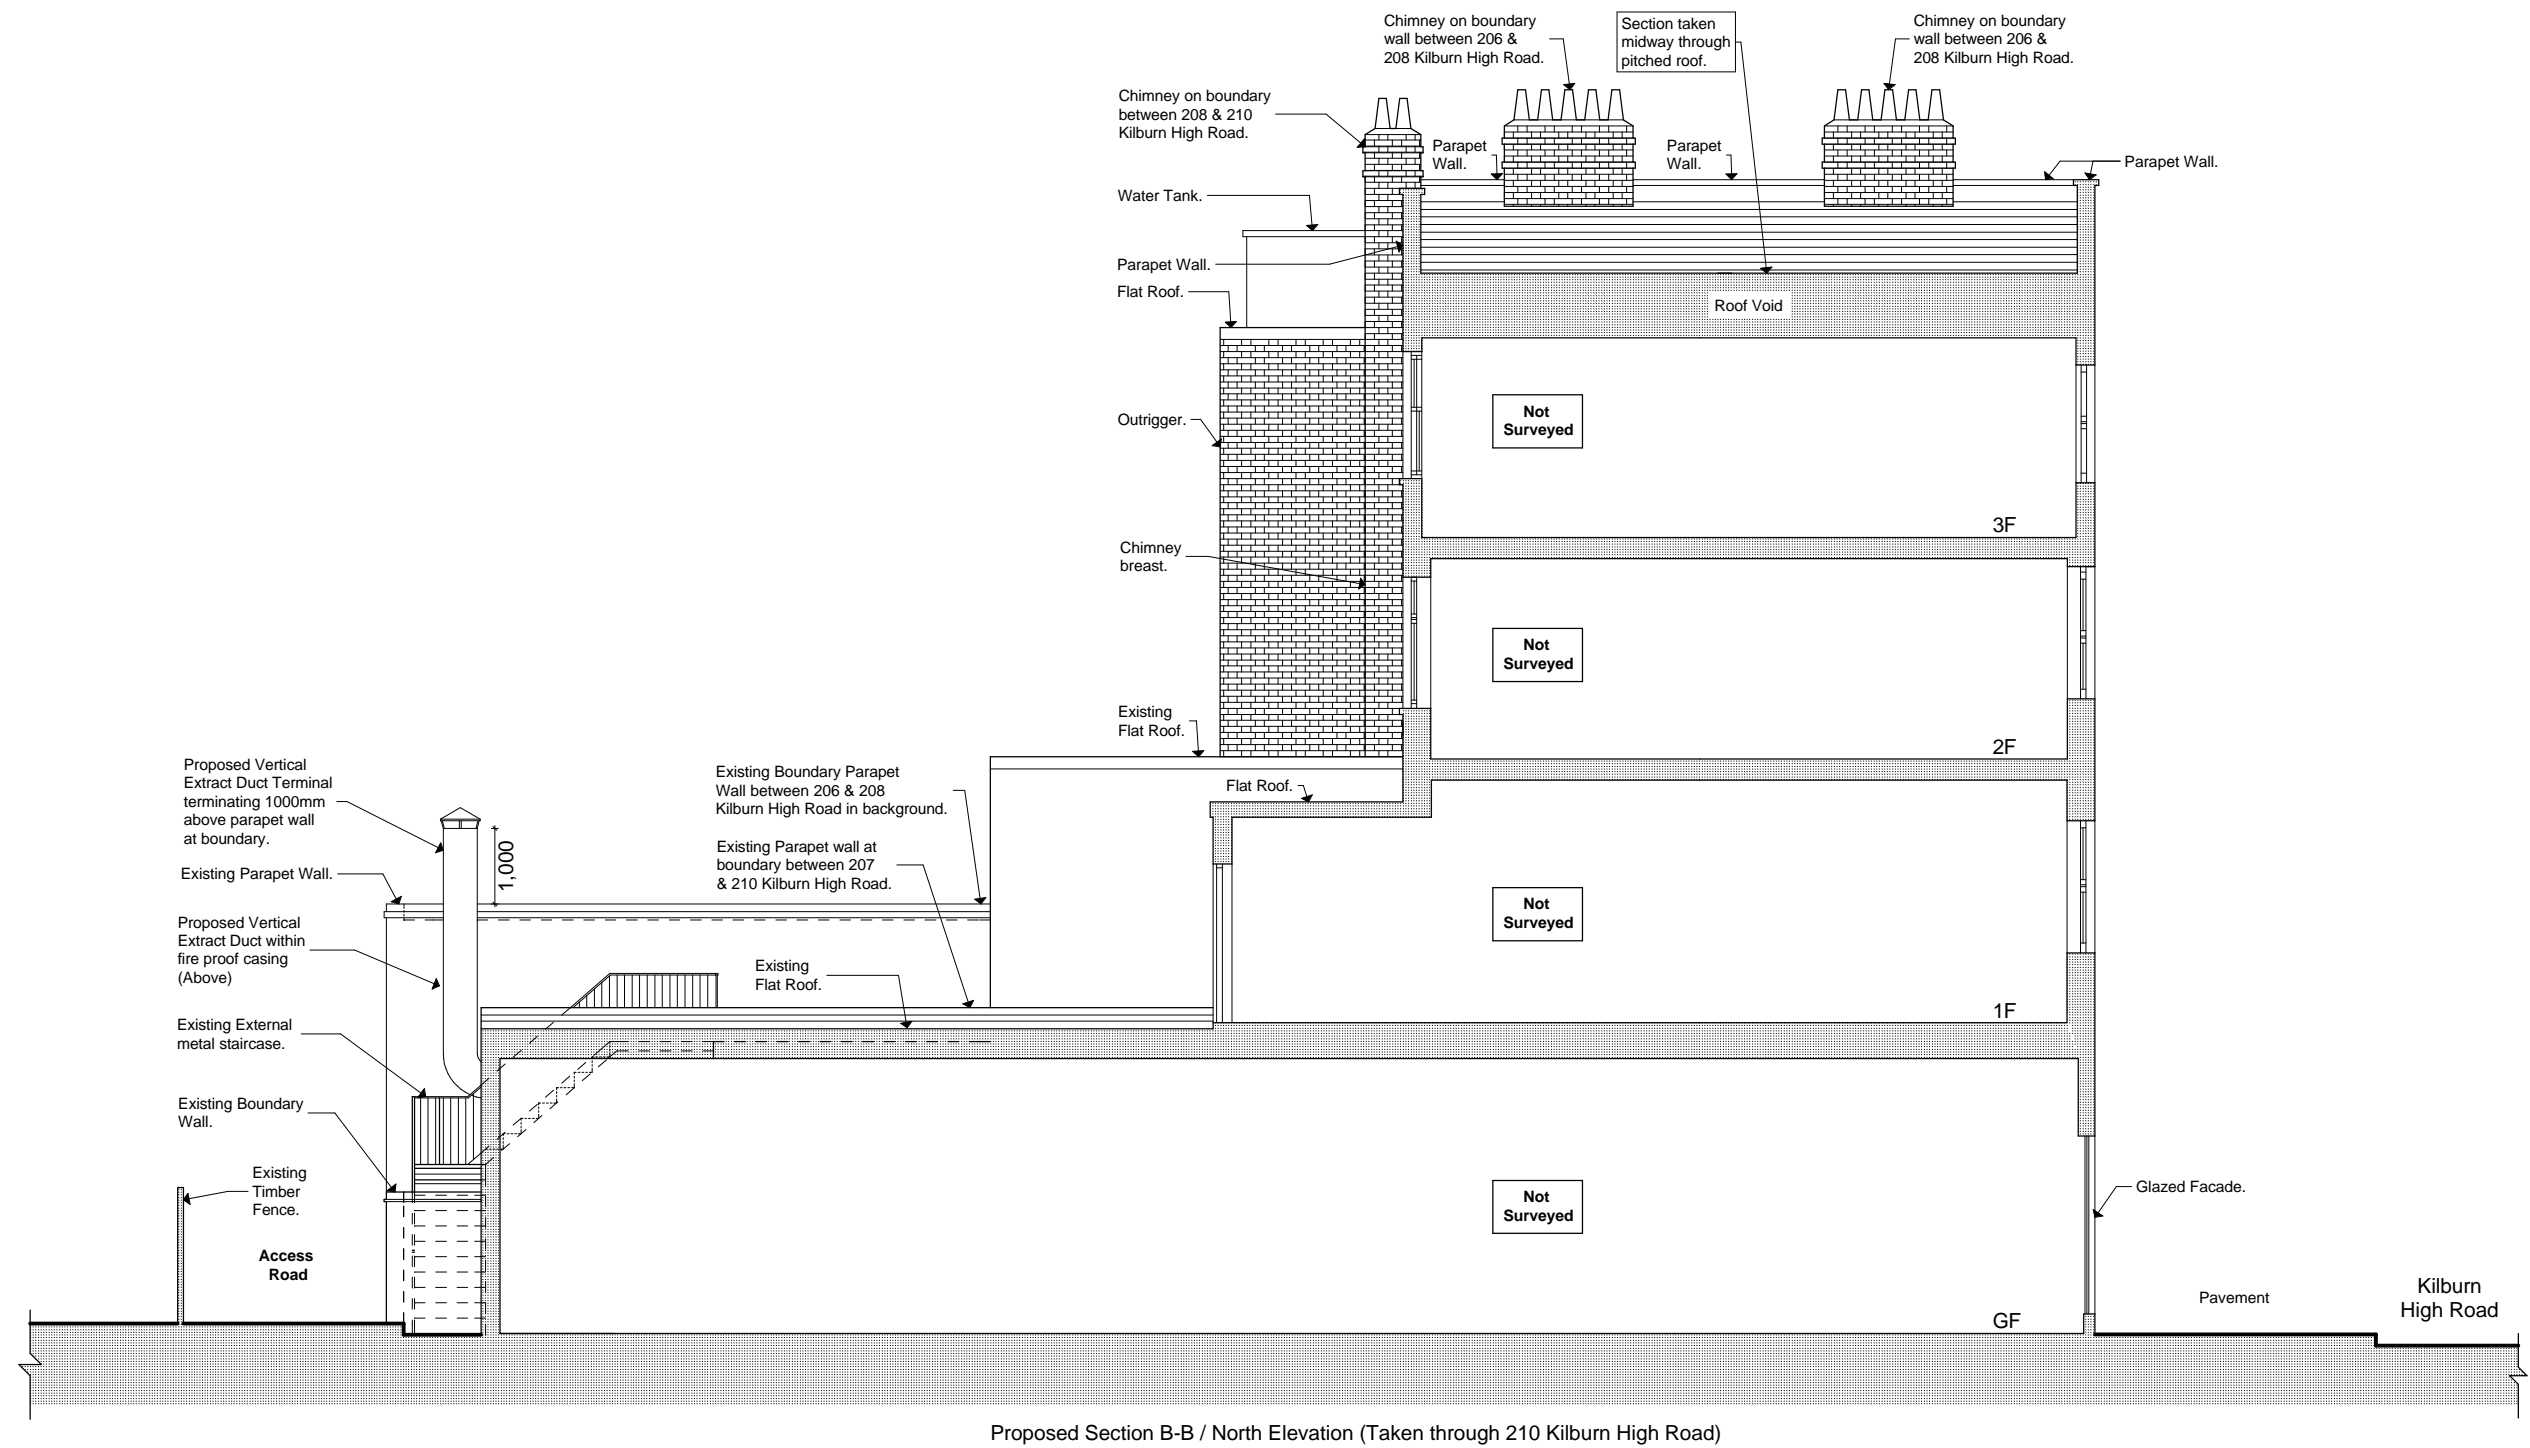 Chimney on boundary
wall between 206 &
208 Kilburn High Road.
Section taken
midway through
pitched roof.
Chimney on boundary
wall between 206 &
208 Kilburn High Road.
Chimney on boundary
between 208 & 210
Kilburn High Road.
Parapet
Wall.
Parapet
Wall.
Parapet Wall.
Water Tank.
Parapet Wall.
Flat Roof.
Roof Void
Outrigger.
Not
Surveyed
3F
Chimney
breast.
Not
Surveyed
2F
Existing
Flat Roof.
Flat Roof.
Proposed Vertical
Extract Duct Terminal
terminating 1000mm
above parapet wall
at boundary.
Existing Boundary Parapet
Wall between 206 & 208
Kilburn High Road in background.
Existing Parapet wall at
boundary between 207
& 210 Kilburn High Road.
1,000
Existing Parapet Wall.
Proposed Vertical
Extract Duct within
fire proof casing
(Above)
Existing
Flat Roof.
Not
Surveyed
1F
Existing External
metal staircase.
Existing Boundary
Wall.
Existing
Timber
Fence.
Access
Road
Not
Surveyed
GF
Glazed Facade.
Pavement
Kilburn
High Road
Proposed Section B-B / North Elevation (Taken through 210 Kilburn High Road)